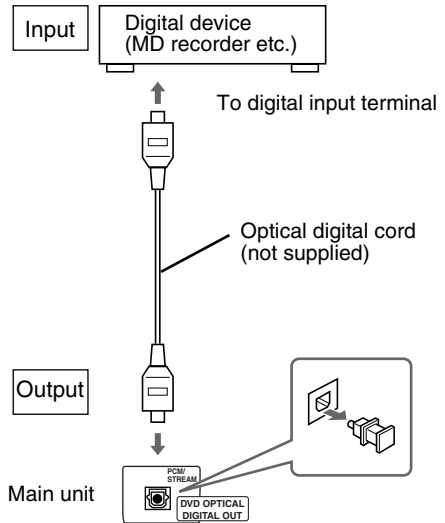 Input
Digital device
(MD recorder etc.)
To digital input terminal
Optical digital cord
(not supplied)
Output
Main unit
PCM/
STREAM
DVD OPTICAL
DIGITAL OUT